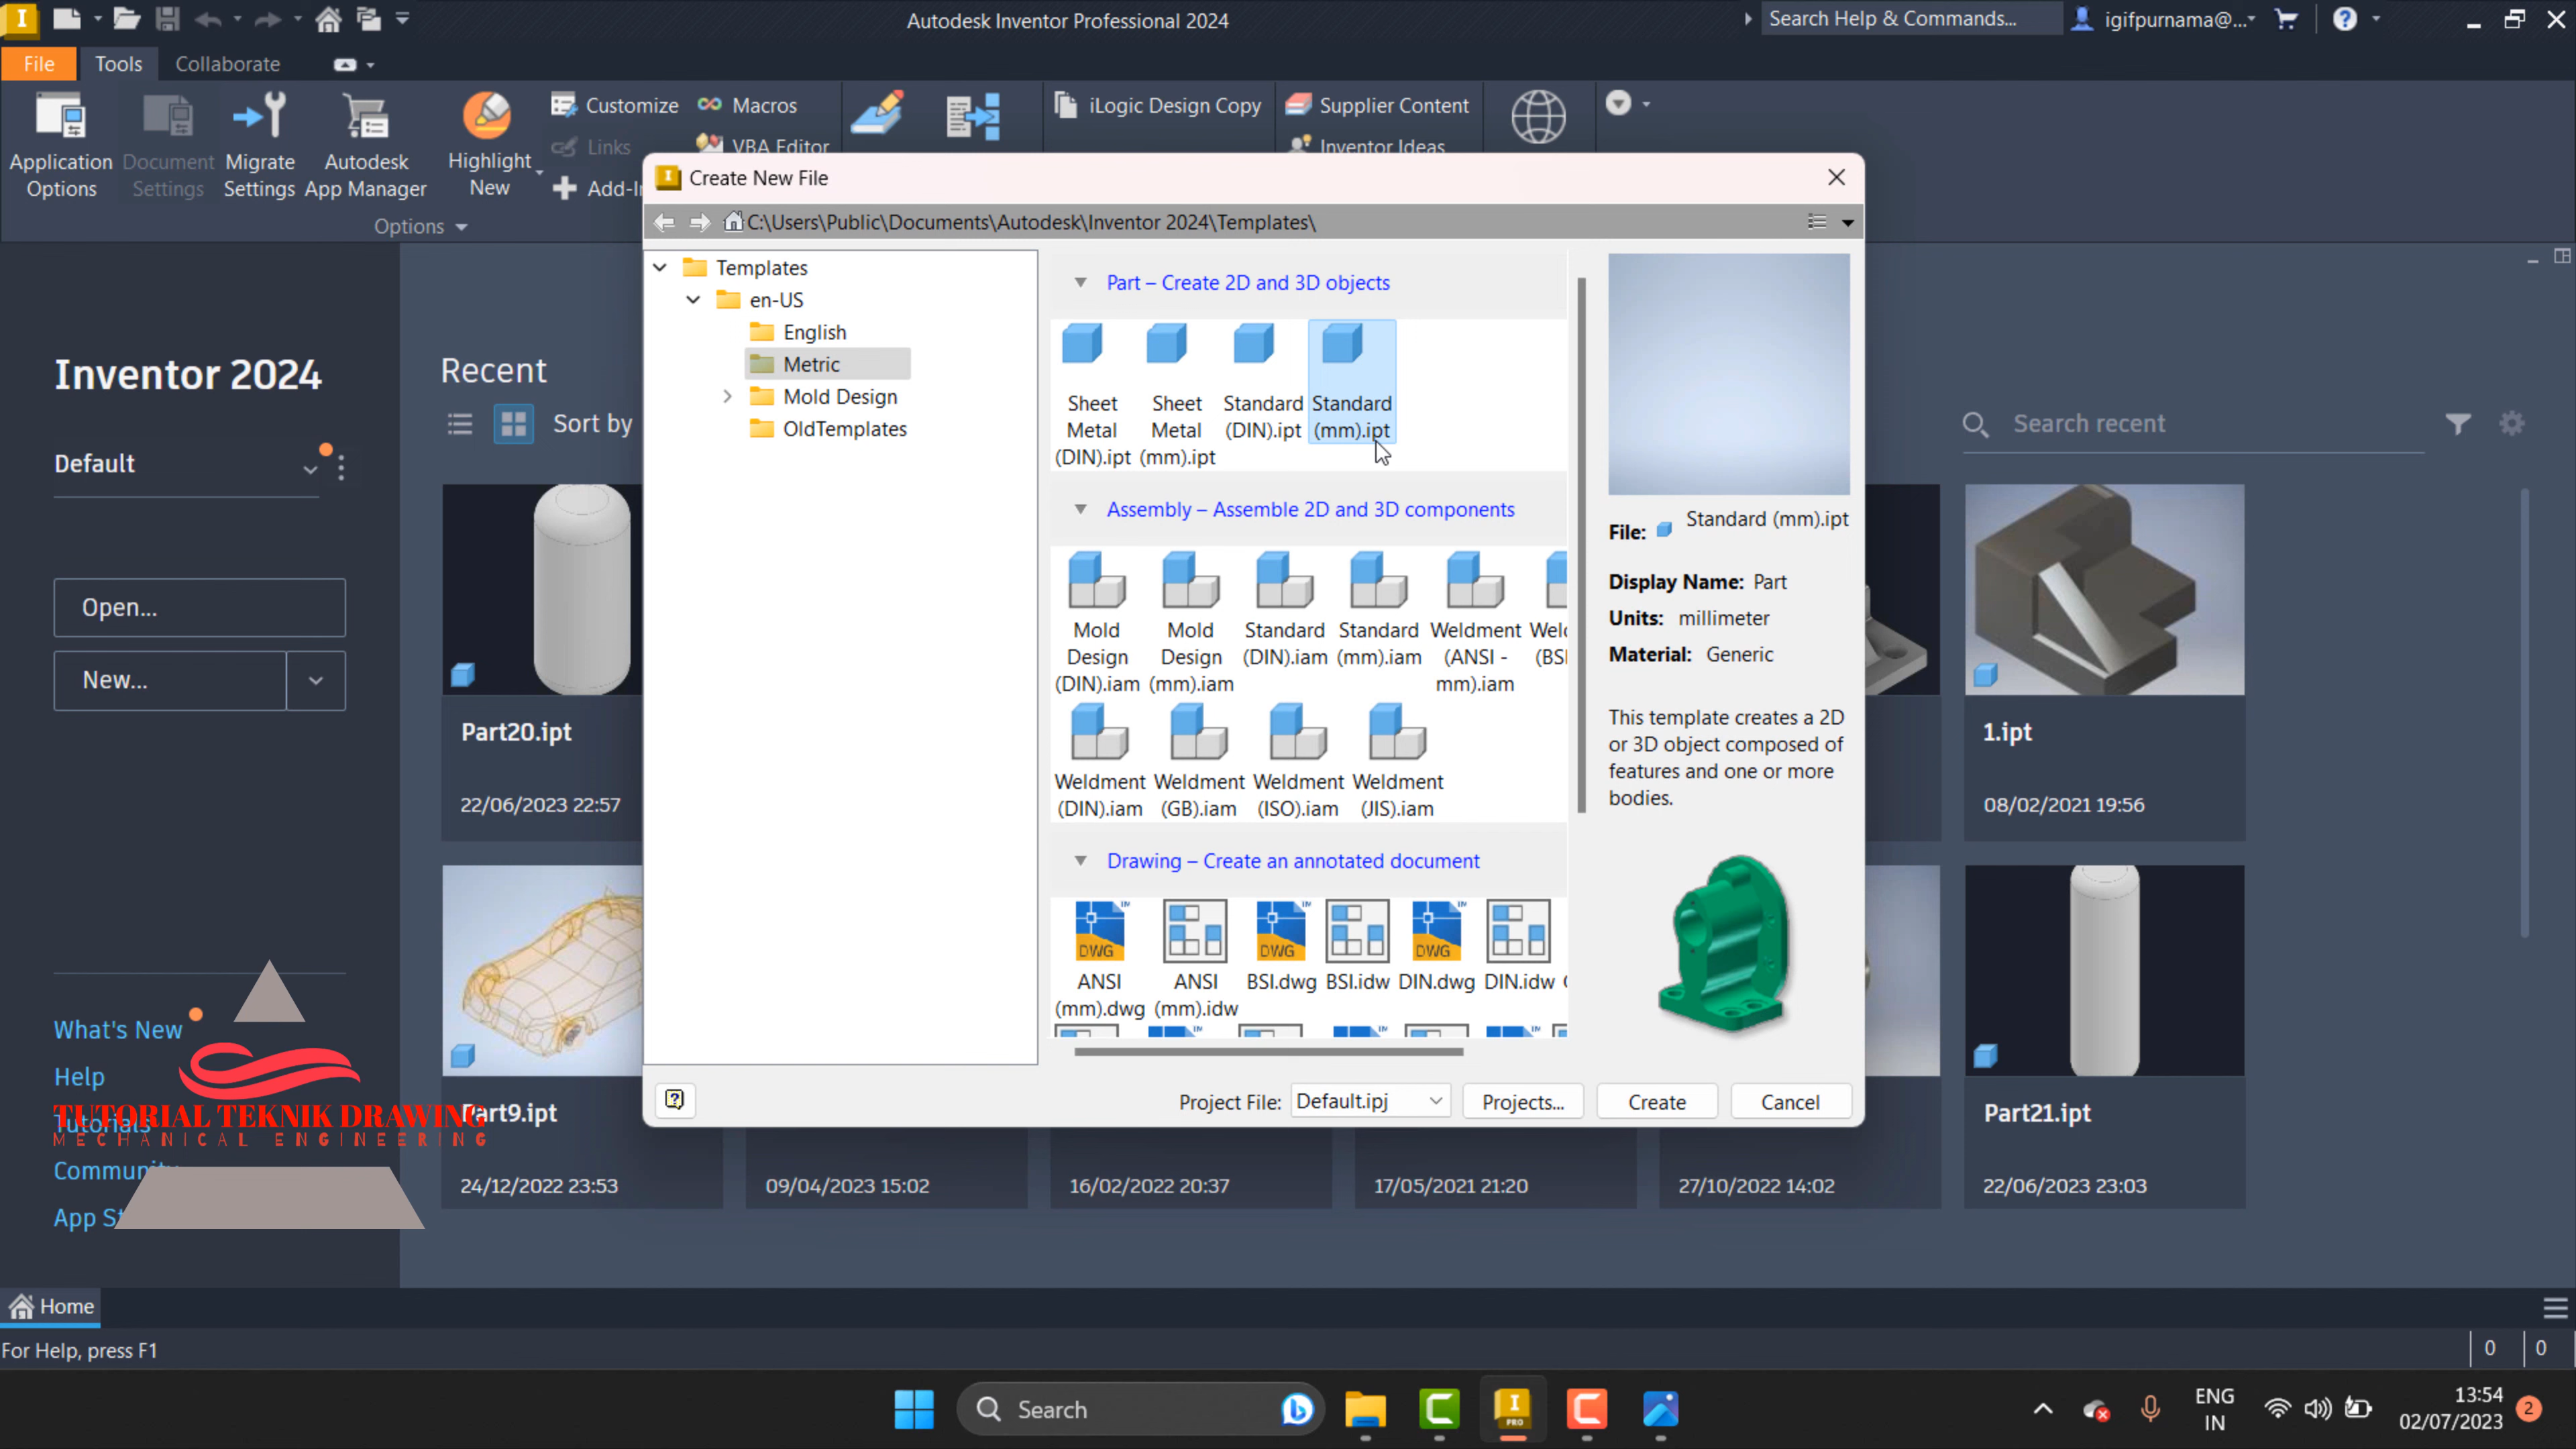 Autodesk Inventor Professional 2024
Search Help & Commands...
igifpurnama@...
File
Tools
Collaborate
Application Options
Document Settings
Migrate Settings
Autodesk App Manager
Highlight New
Customize
Links
Macros
VBA Editor
iLogic Design Copy
Supplier Content
Inventor Ideas
Options
Create New File
C:\Users\Public\Documents\Autodesk\Inventor 2024\Templates\
Templates
en-US
English
Metric
Mold Design
OldTemplates
Part – Create 2D and 3D objects
Sheet Metal (DIN).ipt
Sheet Metal (mm).ipt
Standard (DIN).ipt
Standard (mm).ipt
Assembly – Assemble 2D and 3D components
Mold Design (DIN).iam
Mold Design (mm).iam
Standard (DIN).iam
Standard (mm).iam
Weldment (ANSI - mm).iam
Weldment (DIN).iam
Weldment (GB).iam
Weldment (ISO).iam
Weldment (JIS).iam
Drawing – Create an annotated document
DWG
DWG
DWG
ANSI (mm).dwg
ANSI (mm).idw
BSI.dwg
BSI.idw
DIN.dwg
DIN.idw
File: Standard (mm).ipt
Display Name: Part
Units: millimeter
Material: Generic
This template creates a 2D
or 3D object composed of
features and one or more
bodies.
Project File: Default.ipj
Projects...
Create
Cancel
Inventor 2024
Default
Open...
New...
What's New
Help
Tutorials
Community
App St
TUTORIAL TEKNIK DRAWING
MECHANICAL ENGINEERING
Recent
Sort by
Search recent
Part20.ipt
22/06/2023 22:57
1.ipt
08/02/2021 19:56
Part9.ipt
24/12/2022 23:53
09/04/2023 15:02
16/02/2022 20:37
17/05/2021 21:20
27/10/2022 14:02
Part21.ipt
22/06/2023 23:03
Home
For Help, press F1
0
0
Search
I
PRO
ENG
IN
13:54
02/07/2023
2